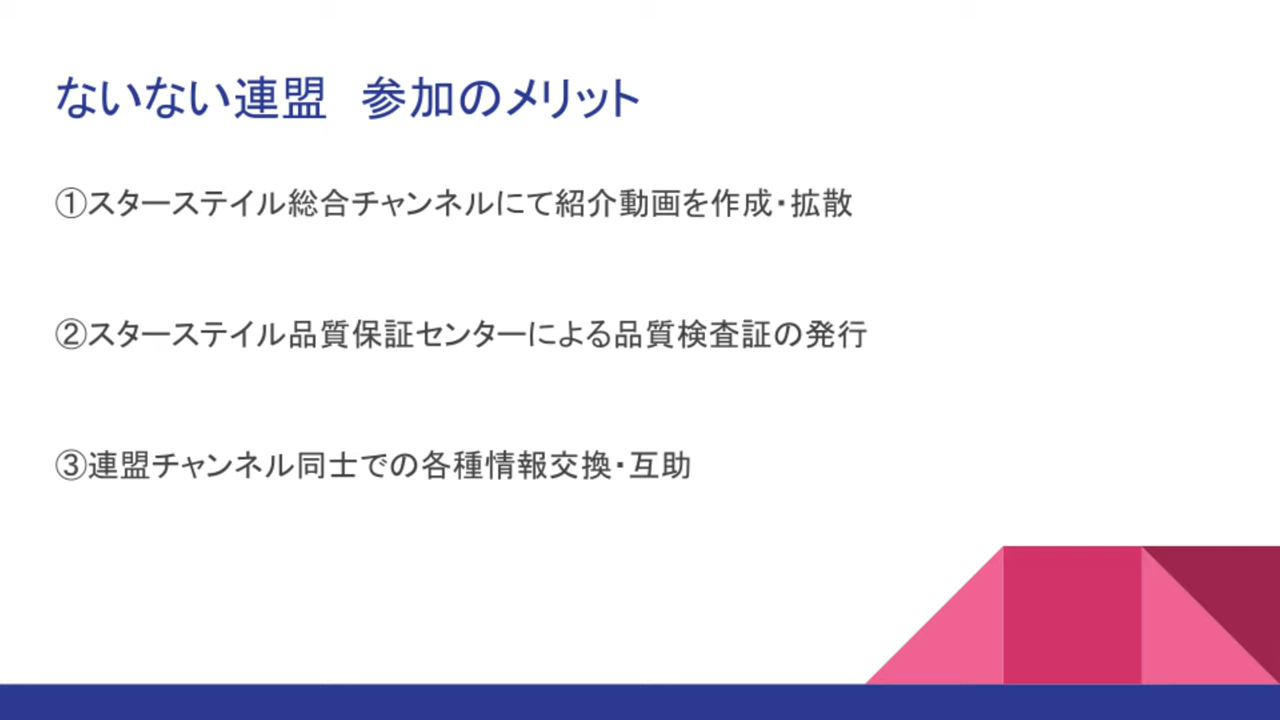 ないない連盟　参加のメリット
①スターステイル総合チャンネルにて紹介動画を作成・拡散
②スターステイル品質保証センターによる品質検査証の発行
③連盟チャンネル同士での各種情報交換・互助